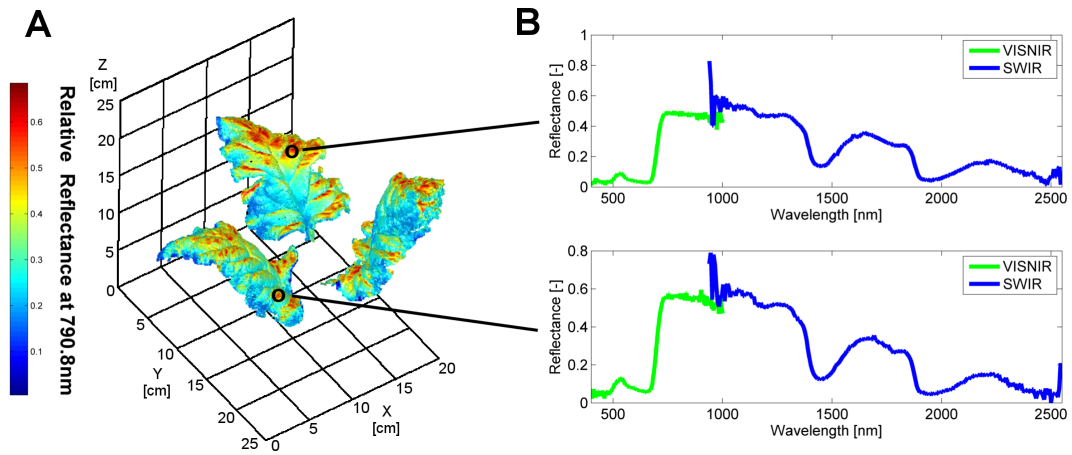 A
Z
[cm]
25
20
15
10
5
0
5
10
15
20
25
Y
[cm]
0
5
10
15
20
X
[cm]
0.6
0.5
0.4
0.3
0.2
0.1
Relative Reflectance at 790.8nm
O
O
B
1
0.8
0.6
0.4
0.2
0
Reflectance [-]
VISNIR
SWIR
500 1000 1500 2000 2500
Wavelength [nm]
0.8
0.6
0.4
0.2
0
Reflectance [-]
VISNIR
SWIR
500 1000 1500 2000 2500
Wavelength [nm]